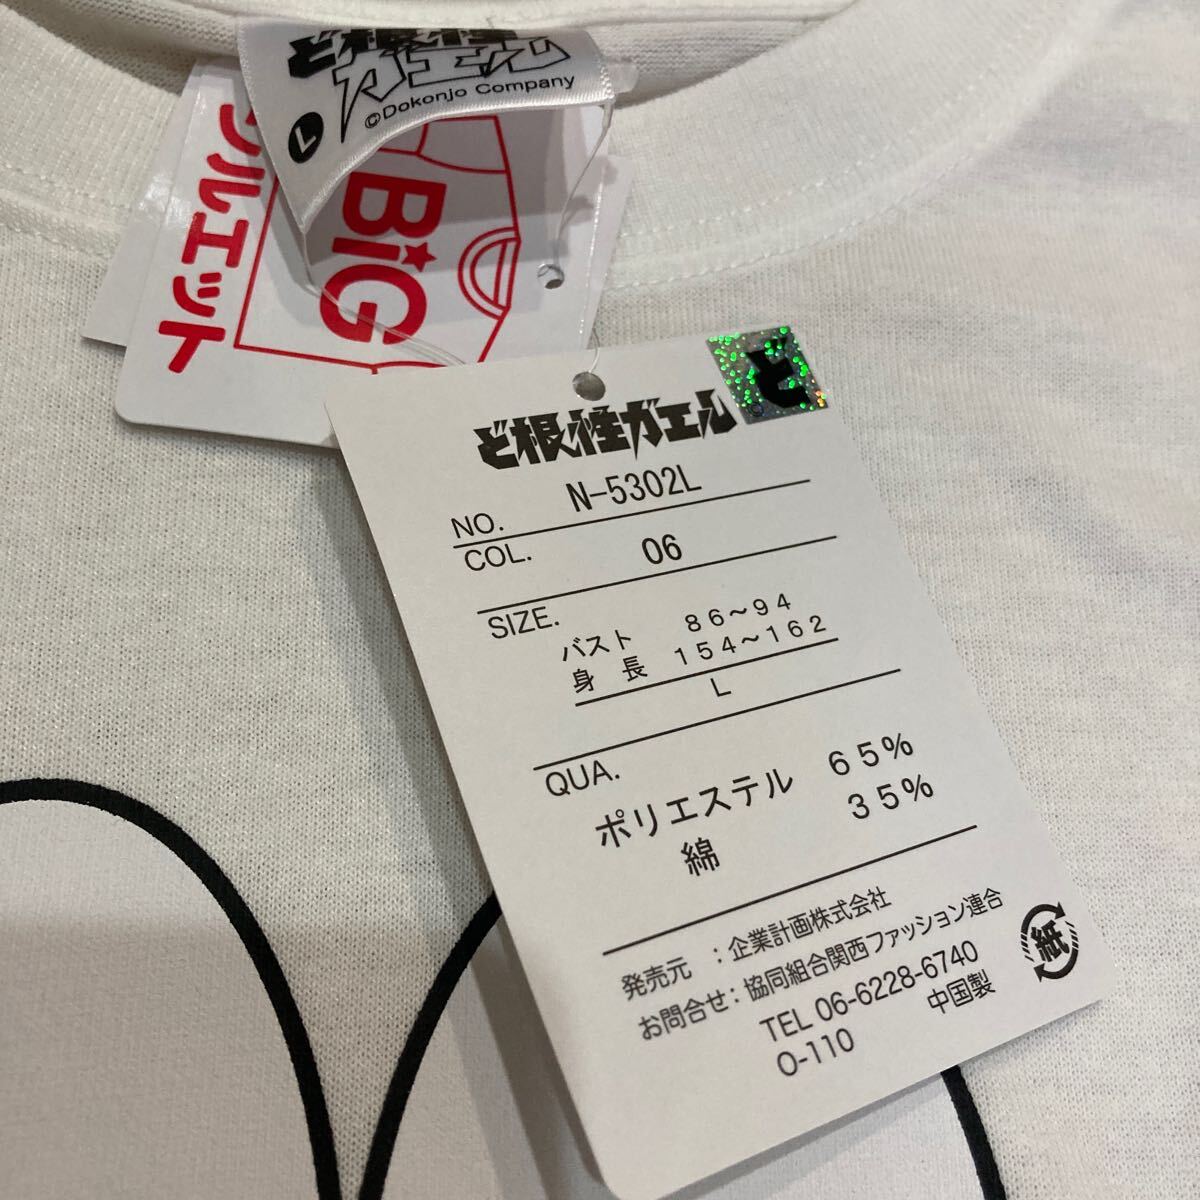 ど根性
ガエル
©Dokonjo Company
L
BiG
シルエット
ど
ど根性ガエル
NO. N-5302L
COL. 06
SIZE.
バスト 86～94
身長 154～162
L
QUA.
ポリエステル 65%
綿 35%
発売元 ：企業計画株式会社
お問合せ：協同組合関西ファッション連合
TEL 06-6228-6740
O-110 中国製
紙